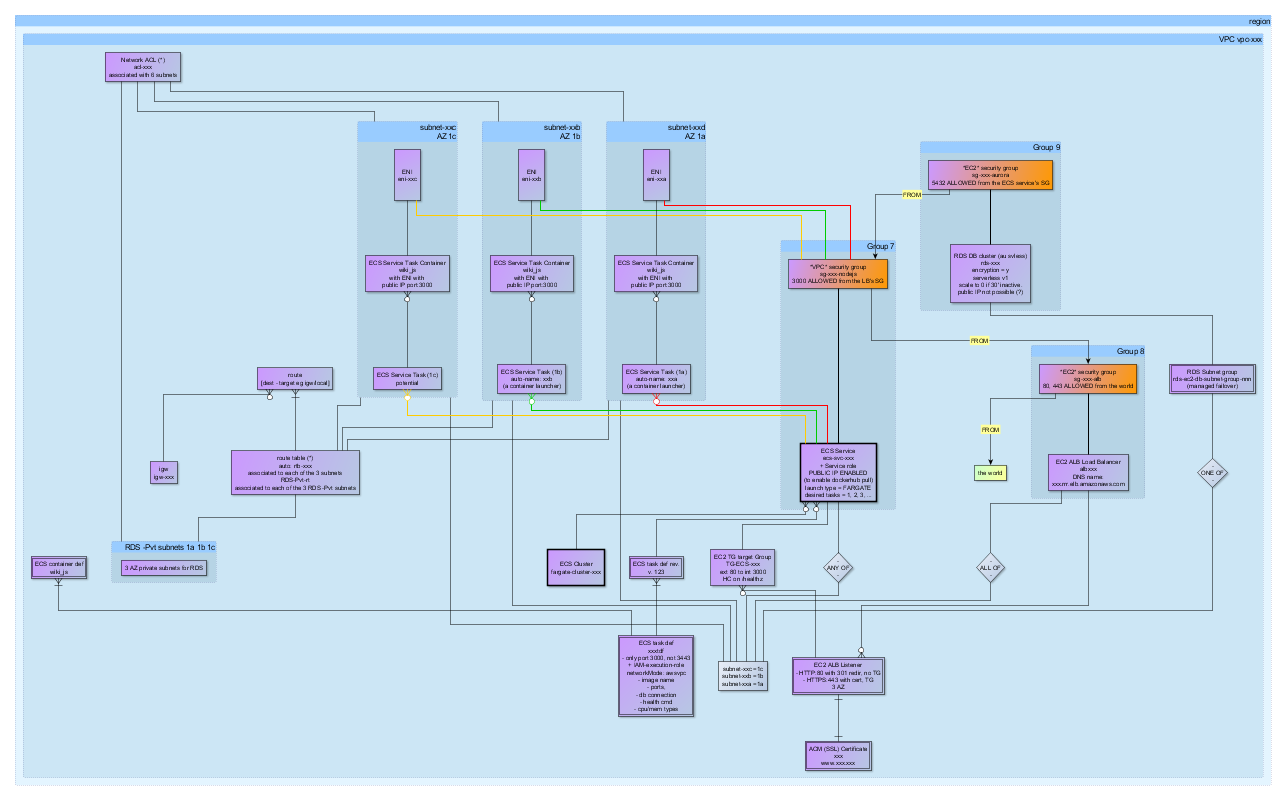 region
VPC vpc-xxx
Network ACL (*)
acl-xxx
associated with 6 subnets
subnet-xxc
AZ 1c
subnet-xxb
AZ 1b
subnet-xxd
AZ 1a
ENI
eni-xxc
ENI
eni-xxb
ENI
eni-xxa
Group 9
"EC2" security group
sg-xxx-aurora
5432 ALLOWED from the ECS service's SG
FROM
RDS DB cluster (au svless)
rds-xxx
encryption = y
serverless v1
scale to 0 if 30' inactive.
public IP not possible (?)
Group 7
"VPC" security group
sg-xxx-nodejs
3000 ALLOWED from the LB's SG
ECS Service Task Container
wiki_js
with ENI with
public IP port 3000
ECS Service Task Container
wiki_js
with ENI with
public IP port 3000
ECS Service Task Container
wiki_js
with ENI with
public IP port 3000
FROM
Group 8
"EC2" security group
sg-xxx-alb
80, 443 ALLOWED from the world
RDS Subnet group
rds-ec2-db-subnet-group-nnn
(managed failover)
route
[dest - target eg igw/local]
ECS Service Task (1c)
potential
ECS Service Task (1b)
auto-name: xxb
(a container launcher)
ECS Service Task (1a)
auto-name: xxa
(a container launcher)
FROM
the world
igw
igw-xxx
route table (*)
auto: rtb-xxx
associated to each of the 3 subnets
RDS-Pvt-rt
associated to each of the 3 RDS -Pvt subnets
ECS Service
ecs-svc-xxx
+ Service role
PUBLIC IP ENABLED
(to enable dockerhub pull)
launch type = FARGATE
desired tasks = 1, 2, 3, ...
EC2 ALB Load Balancer
albxxx
DNS name:
xxx.rrr.elb.amazonaws.com
ONE OF
RDS -Pvt subnets 1a 1b 1c
3 AZ private subnets for RDS
ECS container def
wiki_js
ECS Cluster
fargate-cluster-xxx
ECS task def rev.
v. 123
EC2 TG target Group
TG-ECS-xxx
ext 80 to int 3000
HC on /healthz
ANY OF
ALL OF
ECS task def
xxxtdf
- only port 3000, not 3443
+ IAM-execution-role
networkMode: awsvpc
- image name
- ports,
- db connection
- health cmd
- cpu/mem types
subnet-xxc =1c
subnet-xxb =1b
subnet-xxa =1a
EC2 ALB Listener
- HTTP:80 with 301 redir, no TG
- HTTPS:443 with cert, TG
3 AZ
ACM (SSL) Certificate
xxx
www.xxx.xxx